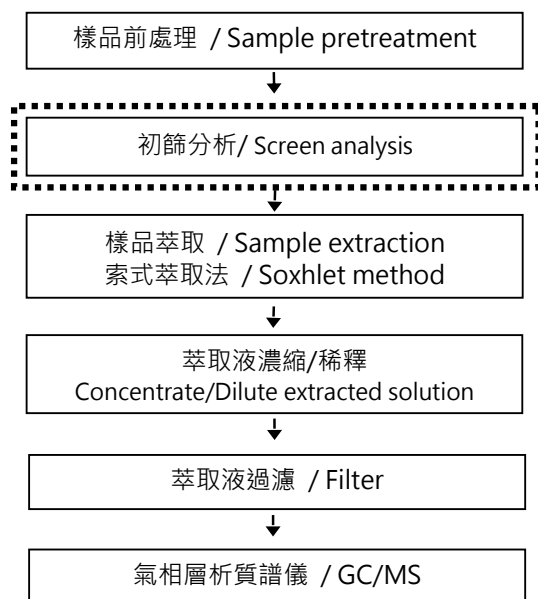 樣品前處理 / Sample pretreatment
初篩分析/ Screen analysis
樣品萃取 / Sample extraction
索式萃取法 / Soxhlet method
萃取液濃縮/稀釋
Concentrate/Dilute extracted solution
萃取液過濾 / Filter
氣相層析質譜儀 / GC/MS